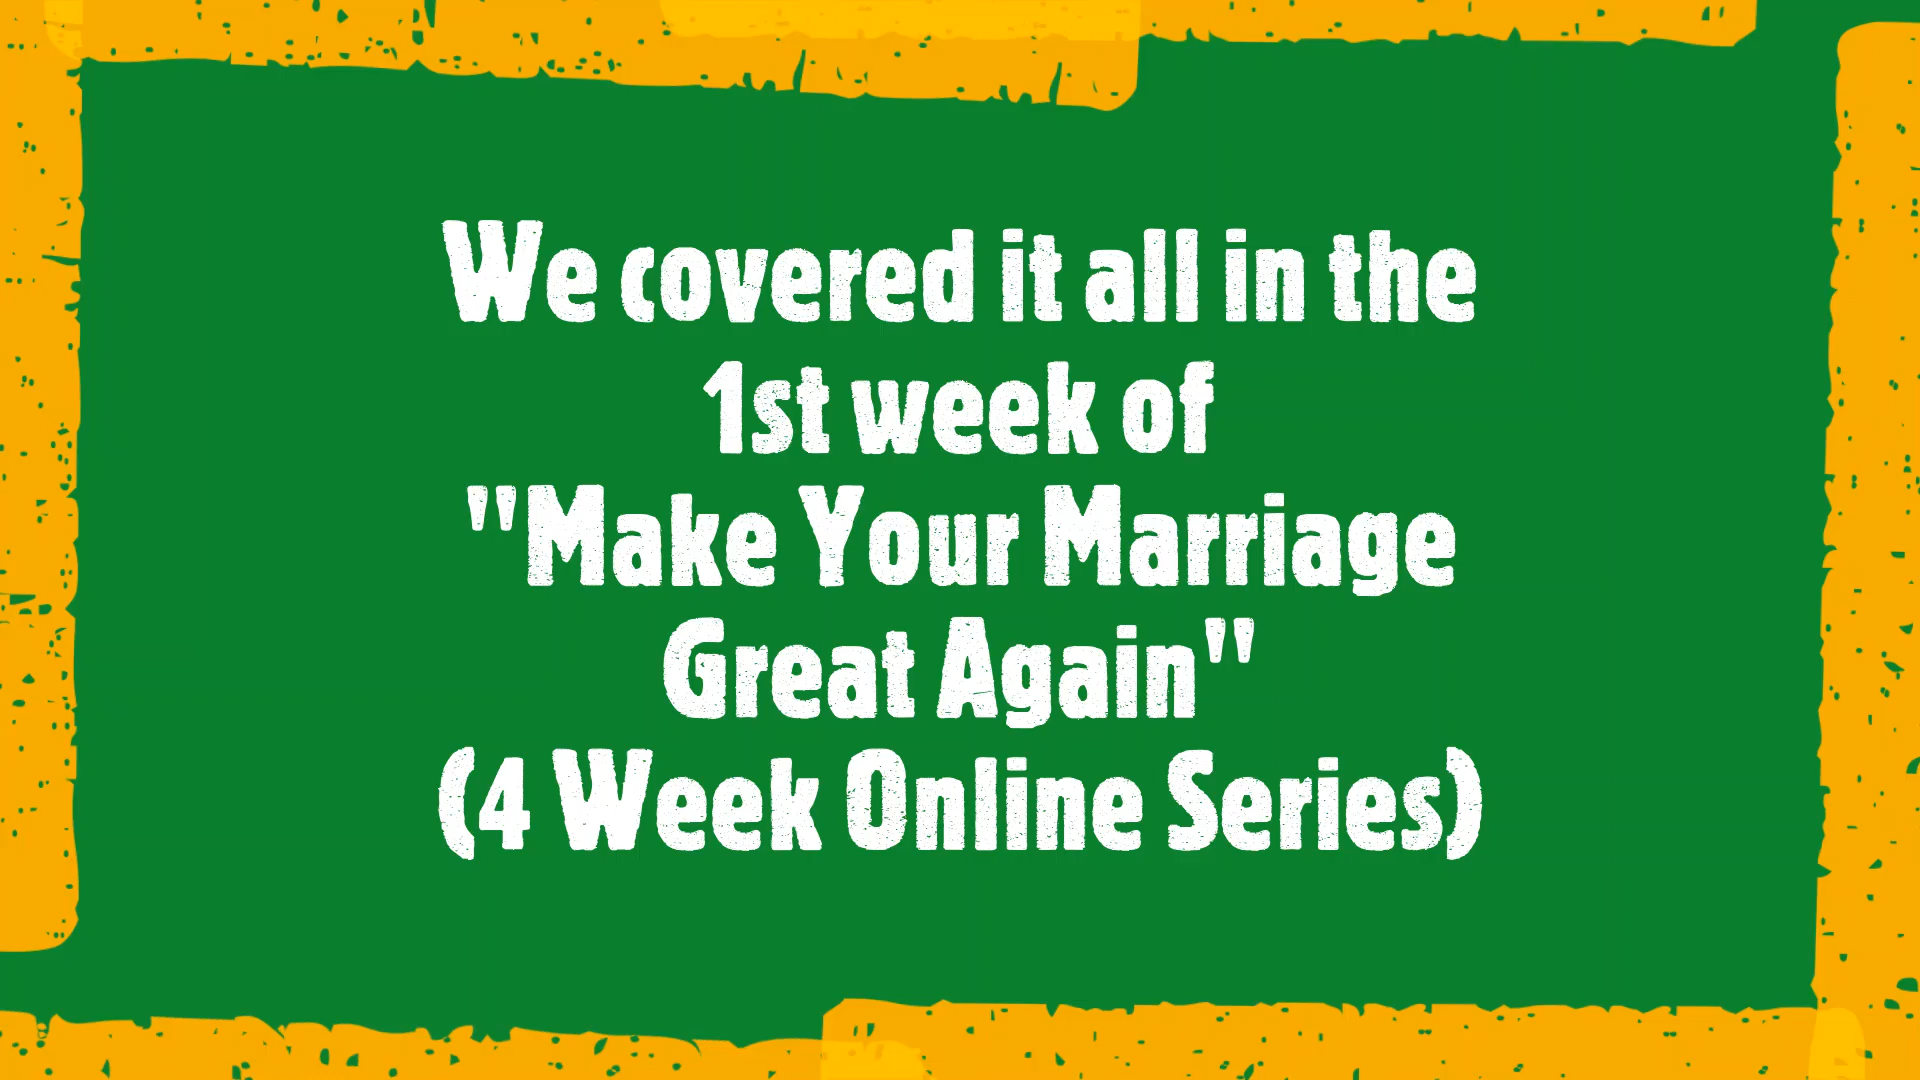 We covered it all in the
1st week of
"Make Your Marriage
Great Again"
(4 Week Online Series)